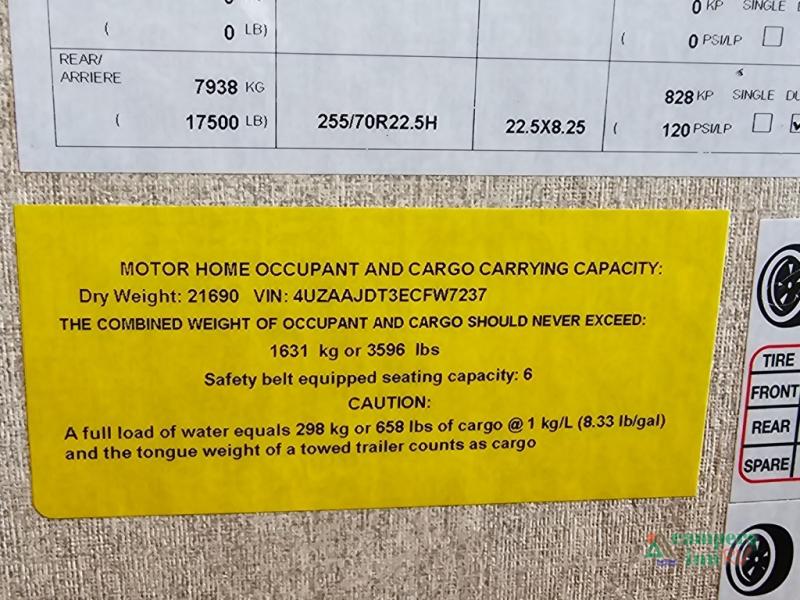 0 KP SINGLE
( 0 LB)
( 0 PSI/LP
REAR/
ARRIERE
7938 KG
828 KP SINGLE
( 17500 LB) 255/70R22.5H 22.5X8.25 ( 120 PSI/LP
MOTOR HOME OCCUPANT AND CARGO CARRYING CAPACITY:
Dry Weight: 21690 VIN: 4UZAAJDT3ECFW7237
THE COMBINED WEIGHT OF OCCUPANT AND CARGO SHOULD NEVER EXCEED:
1631 kg or 3596 lbs
Safety belt equipped seating capacity: 6
CAUTION:
A full load of water equals 298 kg or 658 lbs of cargo @ 1 kg/L (8.33 lb/gal)
and the tongue weight of a towed trailer counts as cargo
TIRE
FRONT
REAR
SPARE
campers
inn RV